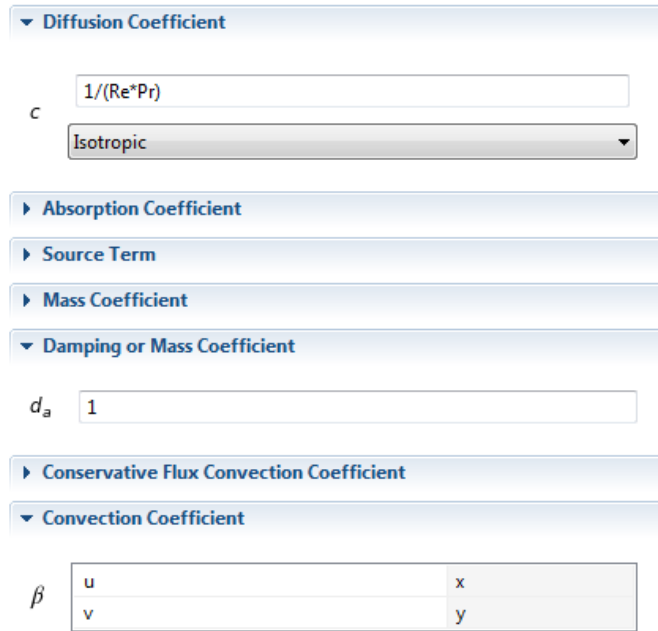 Diffusion Coefficient
c
1/(Re*Pr)
Isotropic
Absorption Coefficient
Source Term
Mass Coefficient
Damping or Mass Coefficient
da 1
Conservative Flux Convection Coefficient
Convection Coefficient
β
u x
v y